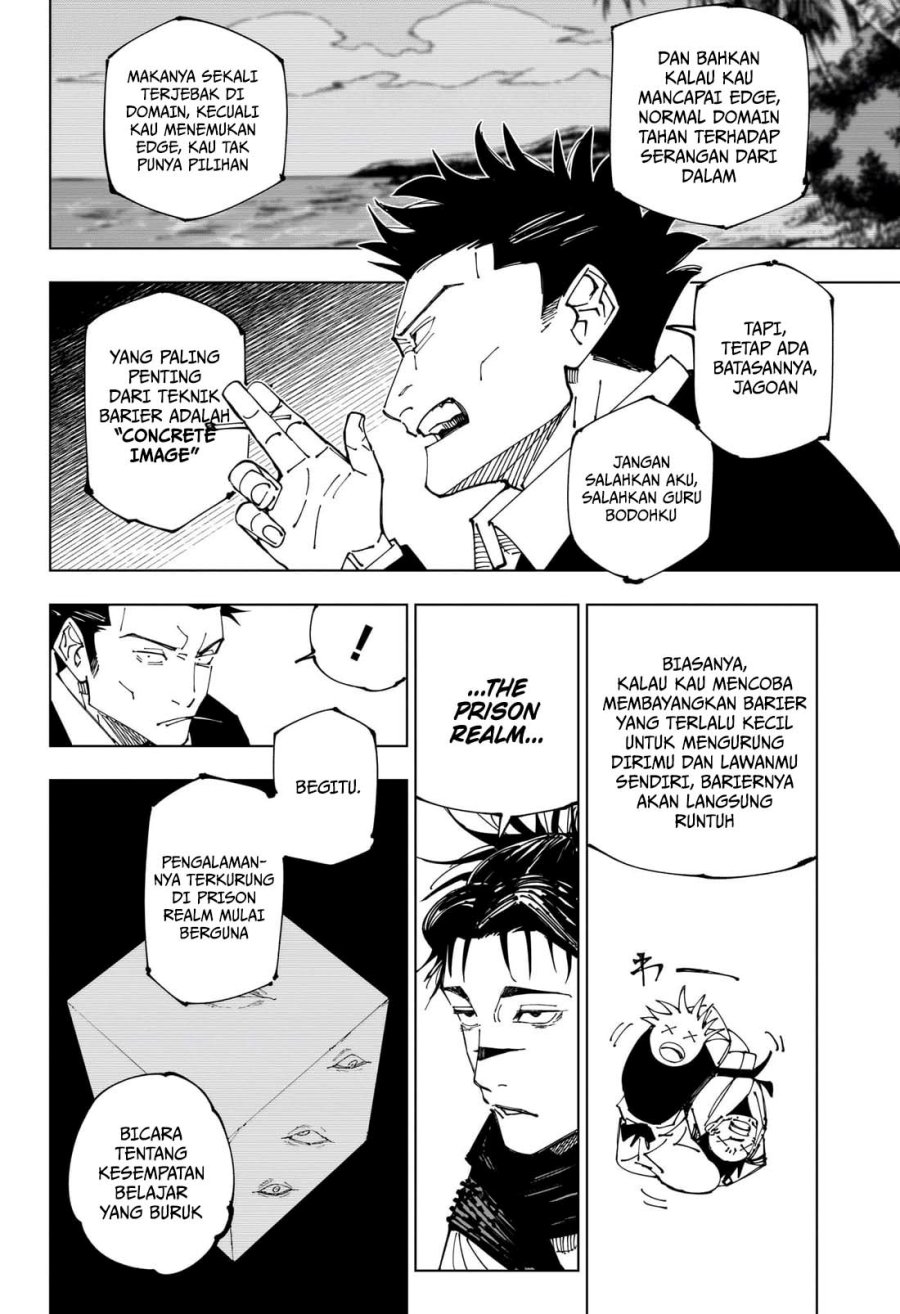 DAN BAHKAN
KALAU KAU
MANCAPAI EDGE,
NORMAL DOMAIN
TAHAN TERHADAP
SERANGAN DARI
DALAM
MAKANYA SEKALI
TERJEBAK DI
DOMAIN, KECUALI
KAU MENEMUKAN
EDGE, KAU TAK
PUNYA PILIHAN
TAPI,
TETAP ADA
BATASANNYA,
JAGOAN
JANGAN
SALAHKAN AKU,
SALAHKAN GURU
BODOHKU
YANG PALING
PENTING
DARI TEKNIK
BARIER ADALAH
"CONCRETE
IMAGE"
BIASANYA,
KALAU KAU MENCOBA
MEMBAYANGKAN BARIER
YANG TERLALU KECIL
UNTUK MENGURUNG
DIRIMU DAN LAWANMU
SENDIRI, BARIERNYA
AKAN LANGSUNG
RUNTUH
わー
...THE
PRISON
REALM...
!
BEGITU.
PENGALAMAN-
NYA TERKURUNG
DI PRISON
REALM MULAI
BERGUNA
BICARA
TENTANG
KESEMPATAN
BELAJAR
YANG BURUK